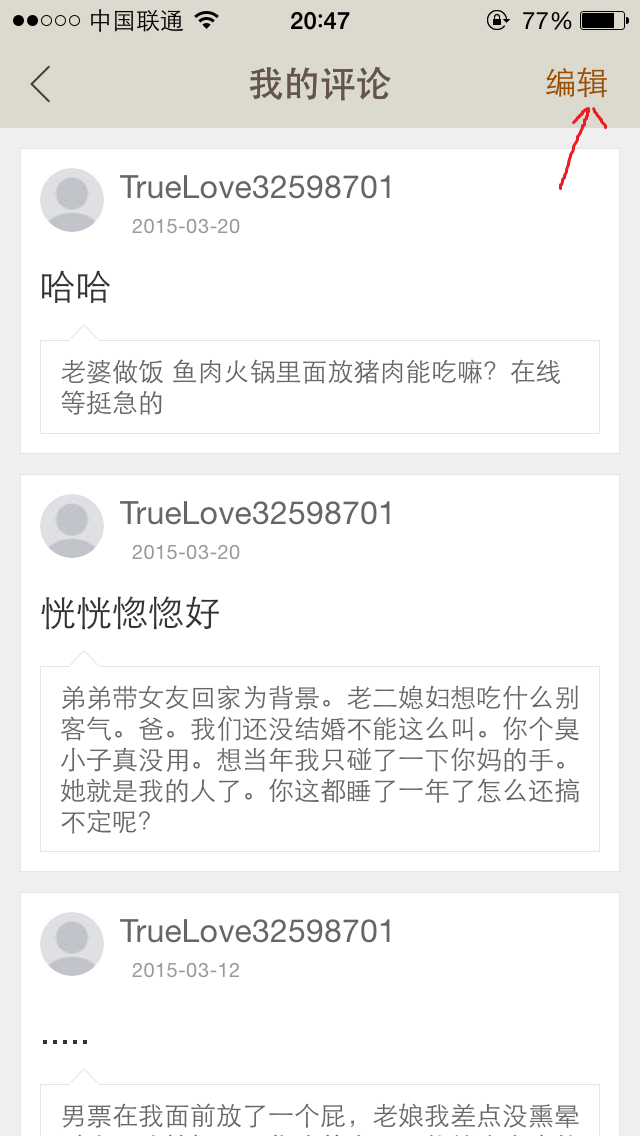 中国联通 20:47 77%
我的评论 编辑
TrueLove32598701
2015-03-20
哈哈
老婆做饭 鱼肉火锅里面放猪肉能吃嘛？在线
等挺急的
TrueLove32598701
2015-03-20
恍恍惚惚好
弟弟带女友回家为背景。老二媳妇想吃什么别
客气。爸。我们还没结婚不能这么叫。你个臭
小子真没用。想当年我只碰了一下你妈的手。
她就是我的人了。你这都睡了一年了怎么还搞
不定呢？
TrueLove32598701
2015-03-12
.....
男票在我面前放了一个屁，老娘我差点没熏晕